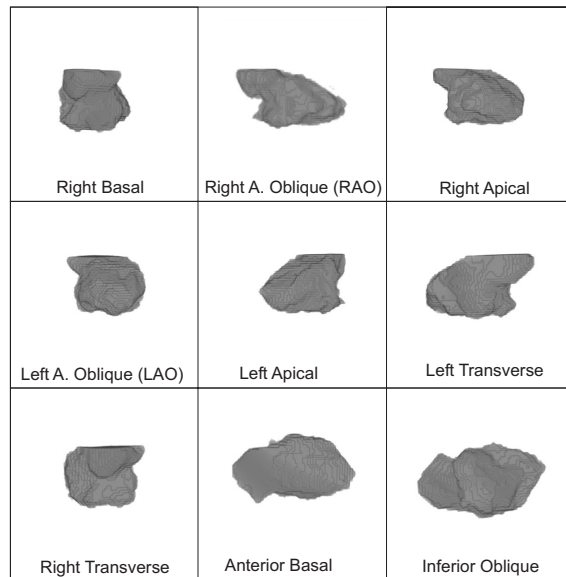 Right Basal
Right A. Oblique (RAO)
Right Apical
Left A. Oblique (LAO)
Left Apical
Left Transverse
Right Transverse
Anterior Basal
Inferior Oblique